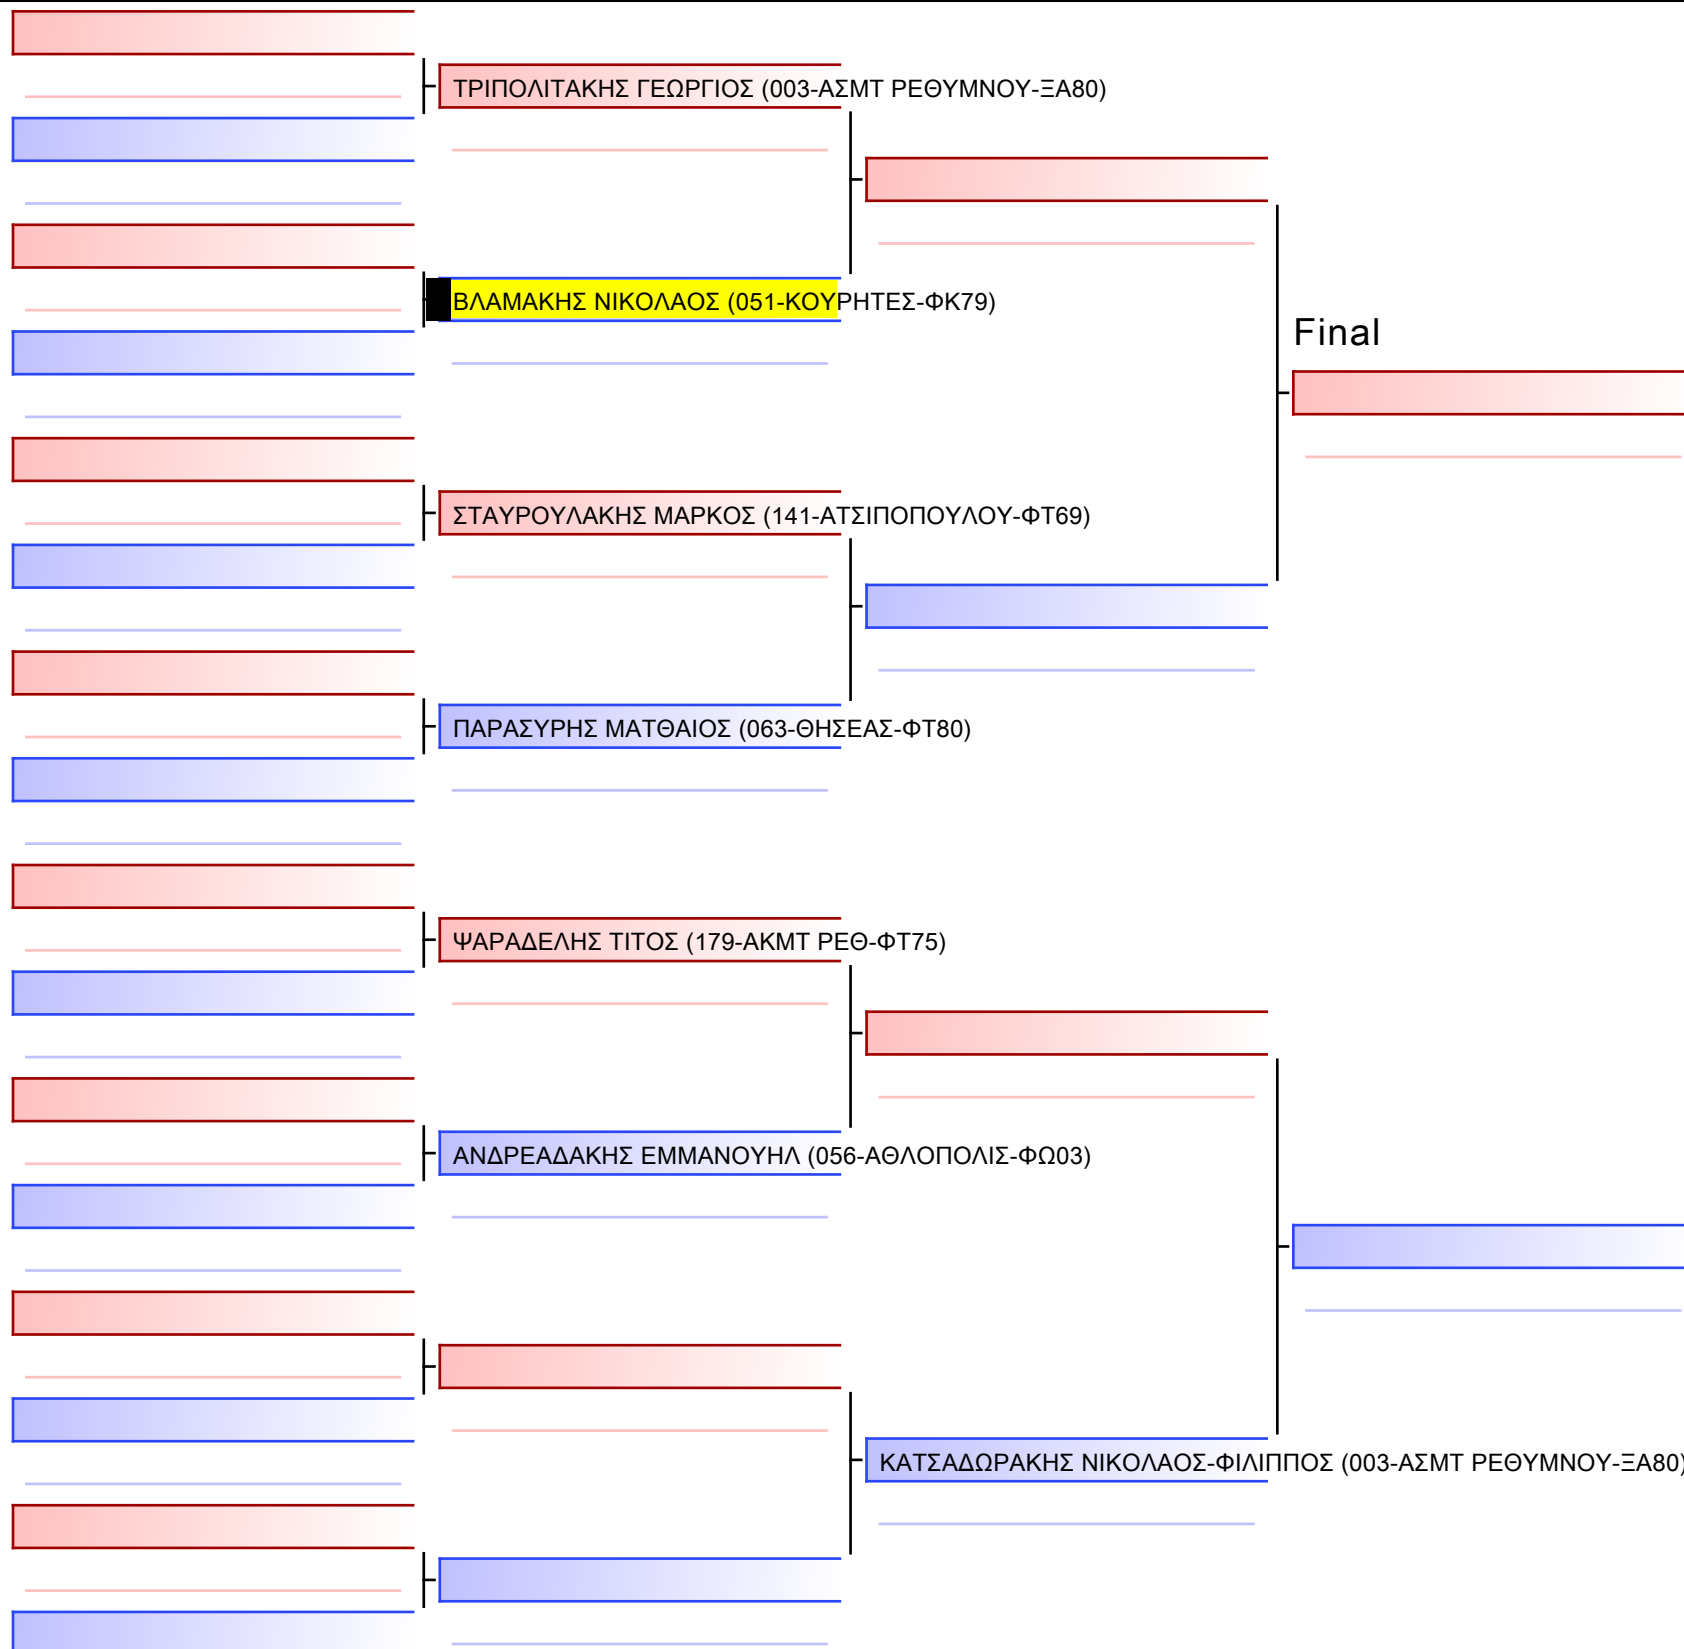 ΤΡΙΠΟΛΙΤΑΚΗΣ ΓΕΩΡΓΙΟΣ (003-ΑΣΜΤ ΡΕΘΥΜΝΟΥ-ΞΑ80)
ΒΛΑΜΑΚΗΣ ΝΙΚΟΛΑΟΣ (051-ΚΟΥΡΗΤΕΣ-ΦΚ79)
Final
ΣΤΑΥΡΟΥΛΑΚΗΣ ΜΑΡΚΟΣ (141-ΑΤΣΙΠΟΠΟΥΛΟΥ-ΦΤ69)
ΠΑΡΑΣΥΡΗΣ ΜΑΤΘΑΙΟΣ (063-ΘΗΣΕΑΣ-ΦΤ80)
ΨΑΡΑΔΕΛΗΣ ΤΙΤΟΣ (179-ΑΚΜΤ ΡΕΘ-ΦΤ75)
ΑΝΔΡΕΑΔΑΚΗΣ ΕΜΜΑΝΟΥΗΛ (056-ΑΘΛΟΠΟΛΙΣ-ΦΩ03)
ΚΑΤΣΑΔΩΡΑΚΗΣ ΝΙΚΟΛΑΟΣ-ΦΙΛΙΠΠΟΣ (003-ΑΣΜΤ ΡΕΘΥΜΝΟΥ-ΞΑ80)